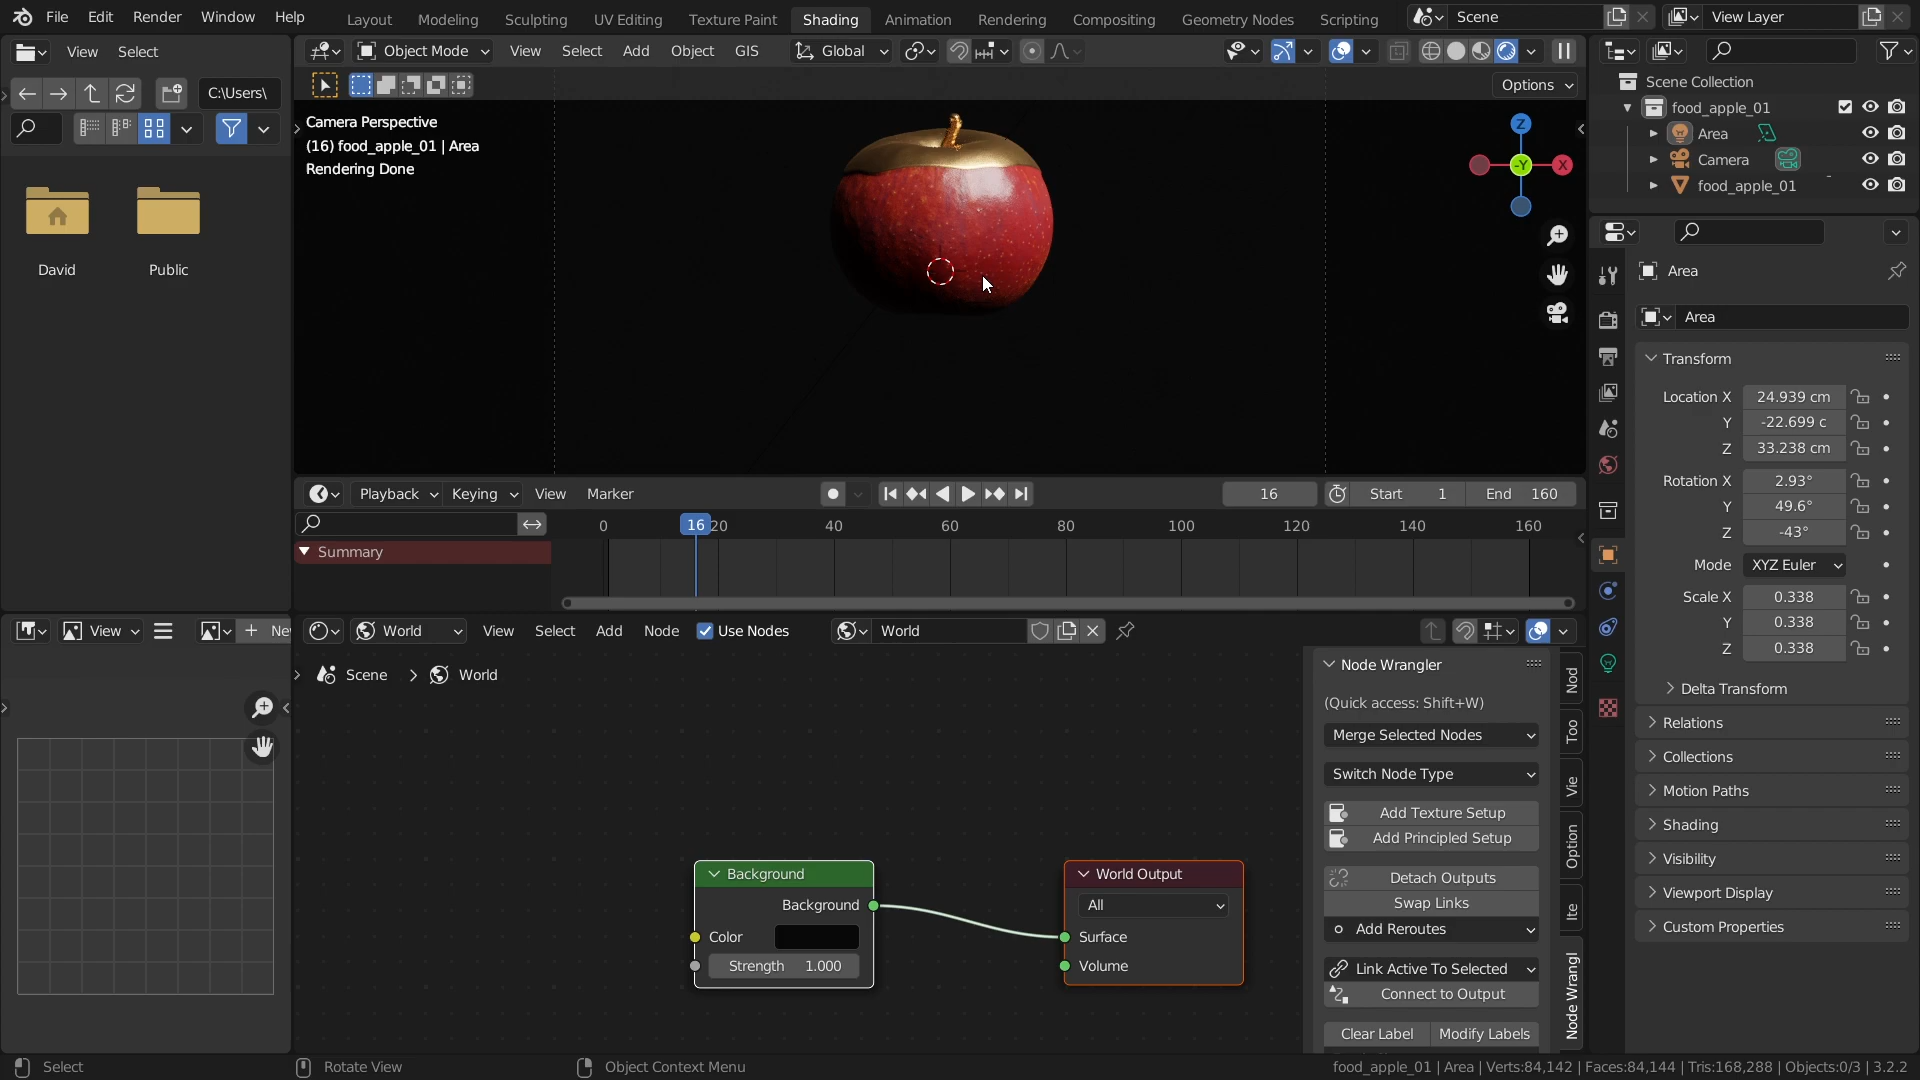 File Edit Render Window Help
Layout Modeling Sculpting UV Editing Texture Paint Shading Animation Rendering Compositing Geometry Nodes Scripting
Scene
View Layer
View Select
Object Mode View Select Add Object GIS
Global
C:\Users\
Options
Camera Perspective
(16) food_apple_01 | Area
Rendering Done
Z
-Y X
David Public
Scene Collection
food_apple_01
Area
Camera
food_apple_01
Area
Area
Transform
Location X 24.939 cm
Y -22.699 c
Z 33.238 cm
Rotation X 2.93°
Y 49.6°
Z -43°
Mode XYZ Euler
Scale X 0.338
Y 0.338
Z 0.338
Delta Transform
Relations
Collections
Motion Paths
Shading
Visibility
Viewport Display
Custom Properties
Playback Keying View Marker
16 Start 1 End 160
0 16 20 40 60 80 100 120 140 160
Summary
View
Ne
World View Select Add Node Use Nodes World
Scene > World
Background
Background
Color
Strength 1.000
World Output
All
Surface
Volume
Node Wrangler
(Quick access: Shift+W)
Merge Selected Nodes
Switch Node Type
Add Texture Setup
Add Principled Setup
Detach Outputs
Swap Links
Add Reroutes
Link Active To Selected
Connect to Output
Clear Label Modify Labels
Nod
Too
Vie
Option
Ite
Node Wrangl
Select Rotate View Object Context Menu
food_apple_01 | Area | Verts:84,142 | Faces:84,144 | Tris:168,288 | Objects:0/3 | 3.2.2